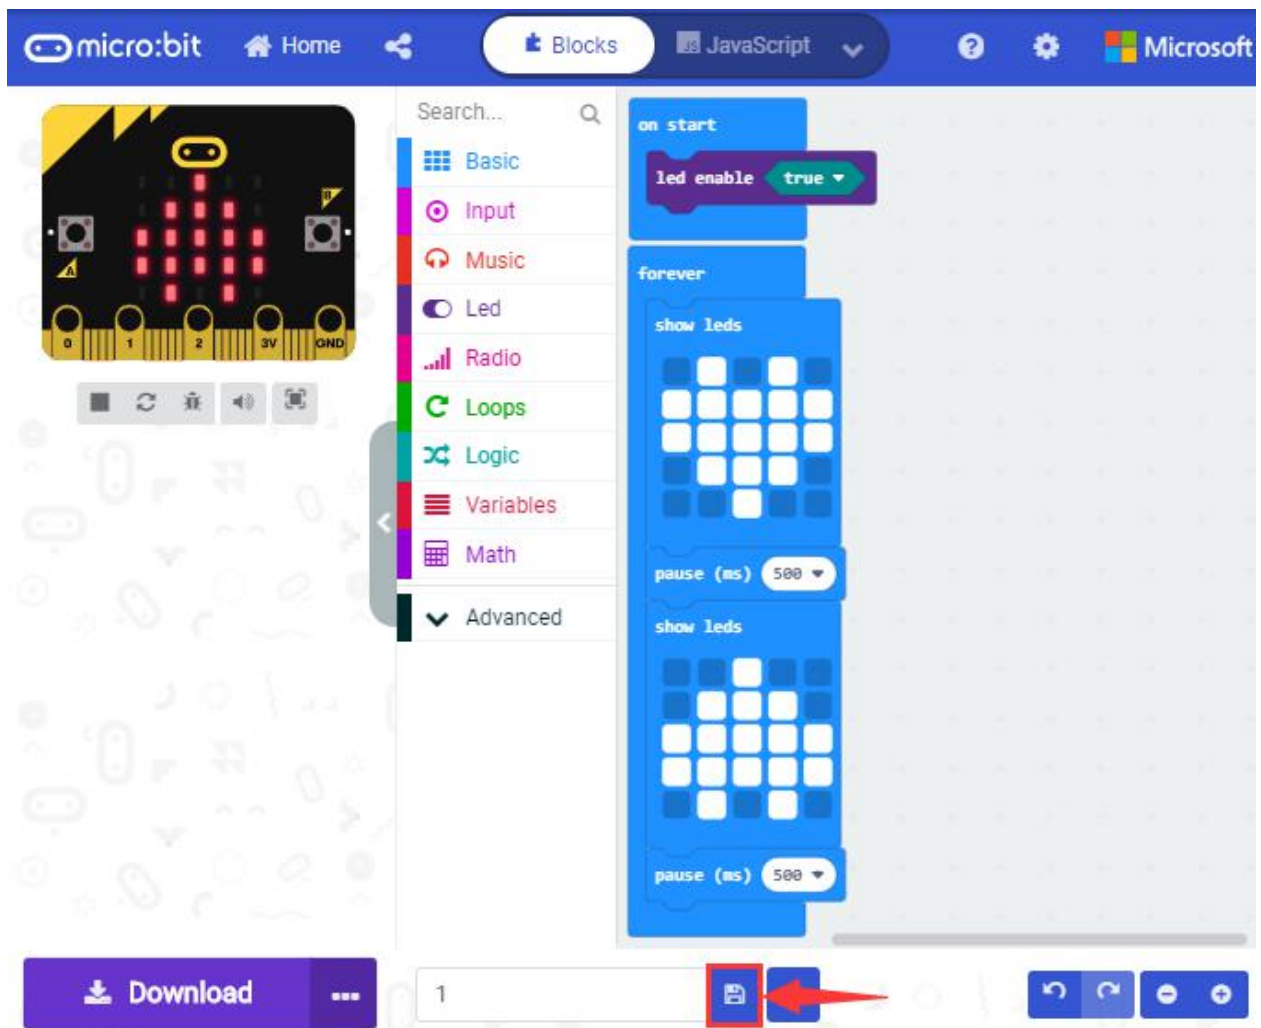 micro:bit Home Blocks JavaScript Microsoft
Search...
Basic
Input
Music
Led
Radio
Loops
Logic
Variables
Math
Advanced
B
A
0 1 2 3V GND
on start
led enable true
forever
show leds
pause (ms) 500
show leds
pause (ms) 500
Download ... 1